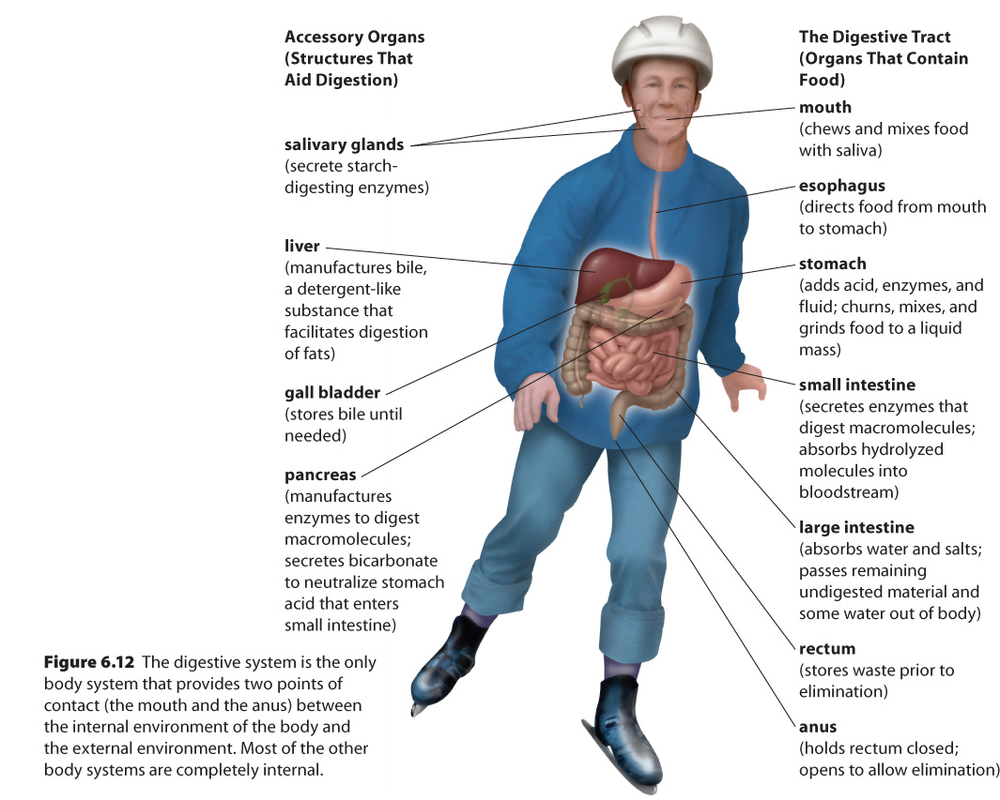 Accessory Organs
(Structures That
Aid Digestion)
salivary glands
(secrete starch-
digesting enzymes)
liver
(manufactures bile,
a detergent-like
substance that
facilitates digestion
of fats)
gall bladder
(stores bile until
needed)
pancreas
(manufactures
enzymes to digest
macromolecules;
secretes bicarbonate
to neutralize stomach
acid that enters
small intestine)
The Digestive Tract
(Organs That Contain
Food)
mouth
(chews and mixes food
with saliva)
esophagus
(directs food from mouth
to stomach)
stomach
(adds acid, enzymes, and
fluid; churns, mixes, and
grinds food to a liquid
mass)
small intestine
(secretes enzymes that
digest macromolecules;
absorbs hydrolyzed
molecules into
bloodstream)
large intestine
(absorbs water and salts;
passes remaining
undigested material and
some water out of body)
rectum
(stores waste prior to
elimination)
anus
(holds rectum closed;
opens to allow elimination)
Figure 6.12 The digestive system is the only
body system that provides two points of
contact (the mouth and the anus) between
the internal environment of the body and
the external environment. Most of the other
body systems are completely internal.